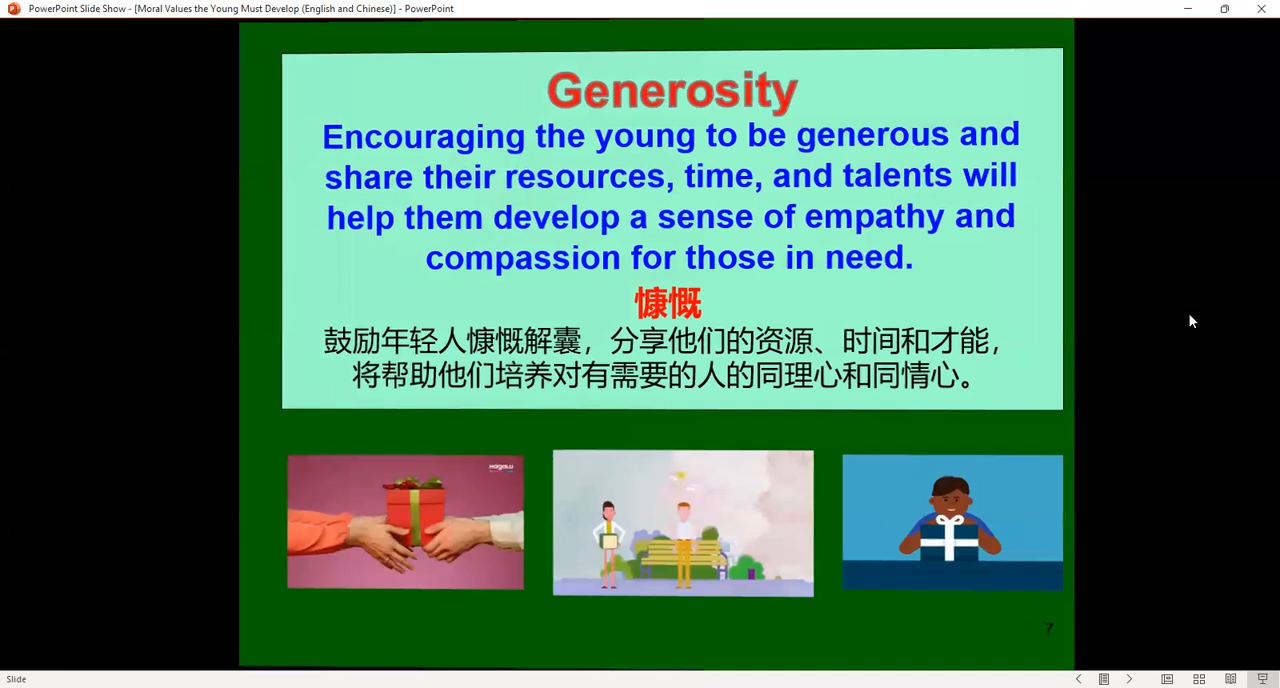 PowerPoint Slide Show - [Moral Values the Young Must Develop (English and Chinese)] - PowerPoint
Generosity
Encouraging the young to be generous and
share their resources, time, and talents will
help them develop a sense of empathy and
compassion for those in need.
慷慨
鼓励年轻人慷慨解囊，分享他们的资源、时间和才能，
将帮助他们培养对有需要的人的同理心和同情心。
7
Slide